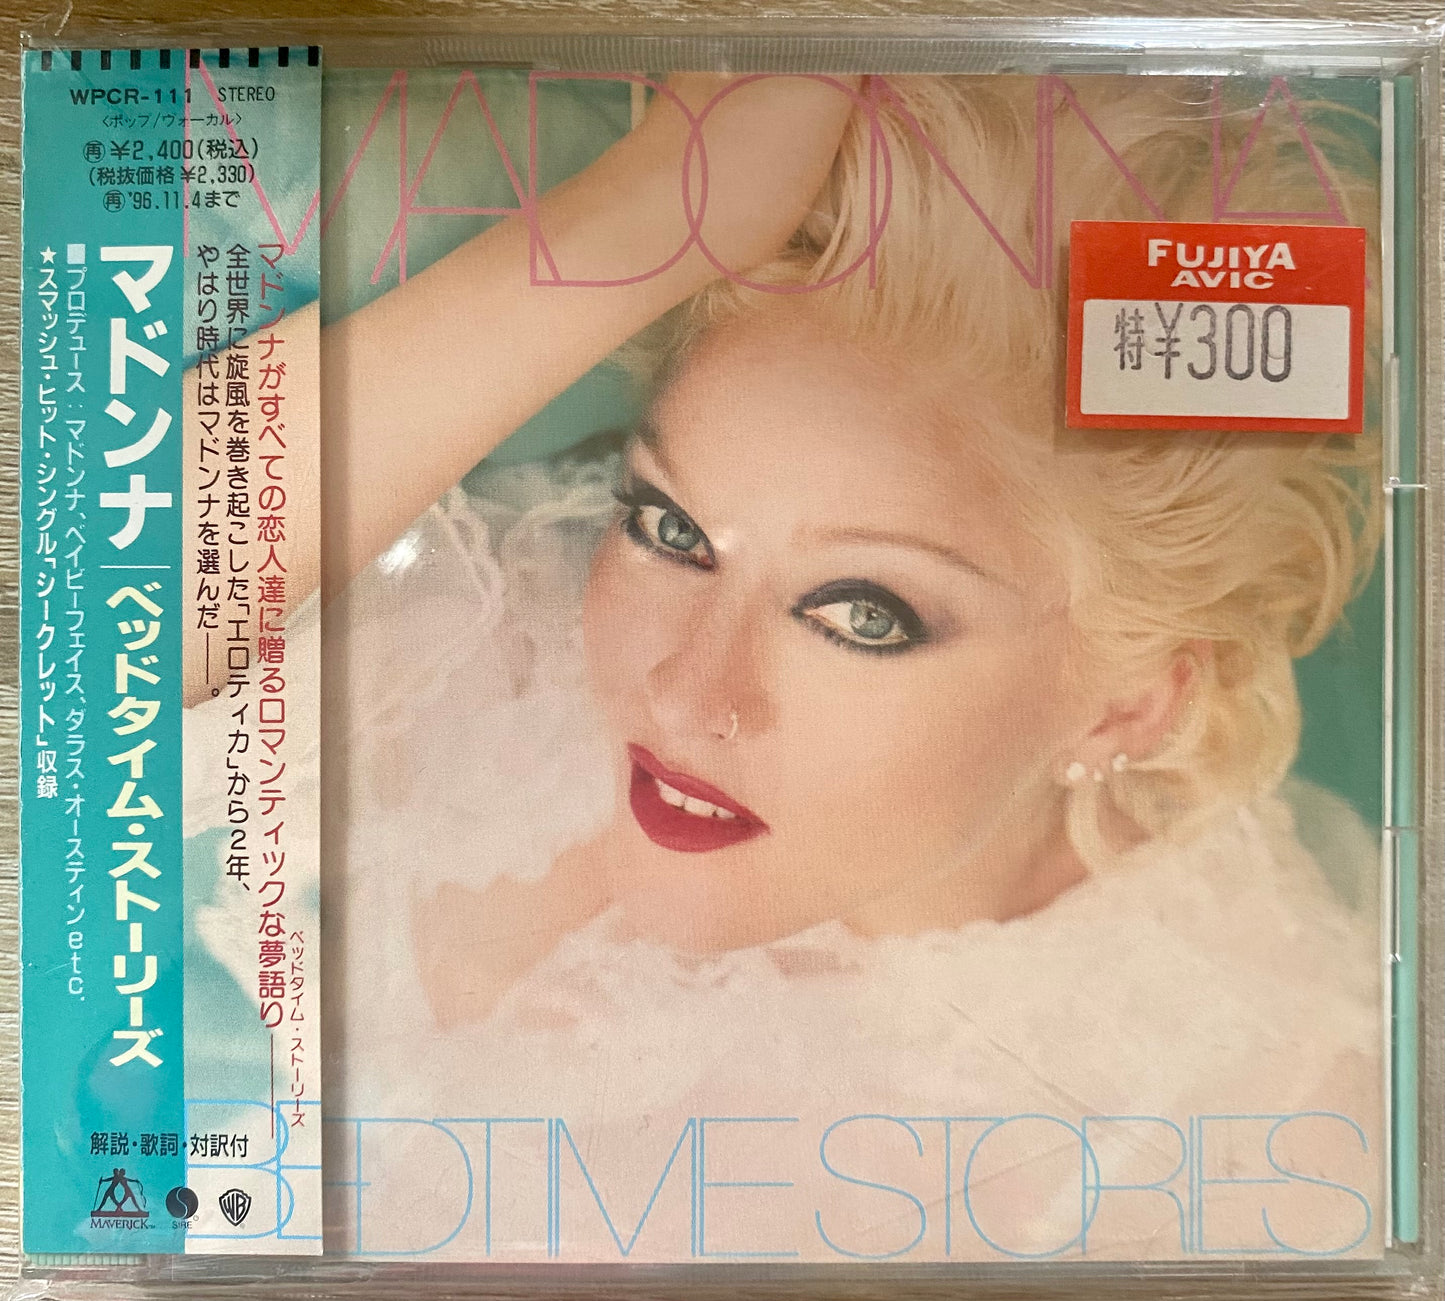 WPCR-111 STEREO
〈ポップ/ヴォーカル〉
再 ¥2,400(税込)
(税抜価格¥2,330)
再 '96.11.4まで
マドンナ｜ベッドタイム・ストーリーズ
■プロデュース：マドンナ、ベイビーフェイス、ダラス・オースティンetc.
★スマッシュ・ヒット・シングル「シークレット」収録
マドンナがすべての恋人達に贈るロマンティックな夢語り――
ベッドタイム・ストーリーズ
全世界に旋風を巻き起こした「エロティカ」から2年、
やはり時代はマドンナを選んだ――。
解説・歌詞・対訳付
MAVERICK
SIRE
WB
MADONNA
FUJIYA
AVIC
特¥300
BEDTIME STORIES